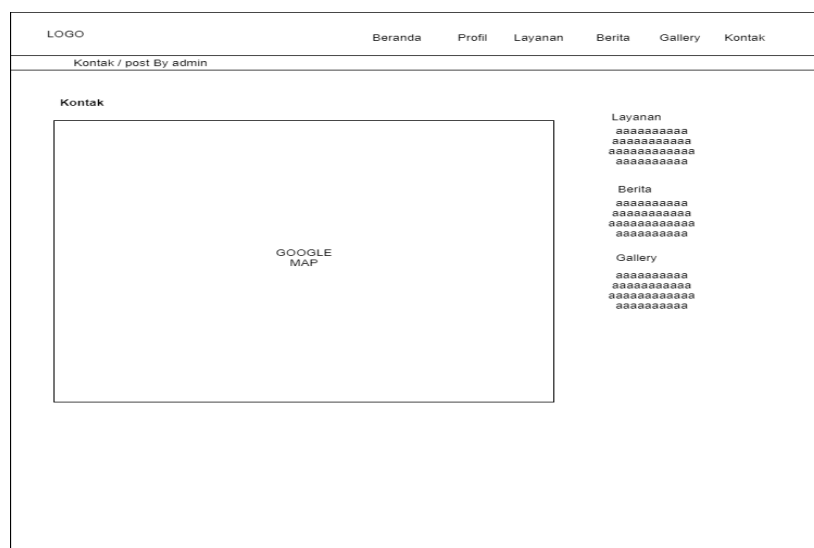 LOGO
Beranda Profil Layanan Berita Gallery Kontak
Kontak / post By admin
Kontak
GOOGLE
MAP
Layanan
aaaaaaaaaa
aaaaaaaaaaa
aaaaaaaaaaaa
aaaaaaaaaa
Berita
aaaaaaaaaa
aaaaaaaaaaa
aaaaaaaaaaaa
aaaaaaaaaa
Gallery
aaaaaaaaaa
aaaaaaaaaaa
aaaaaaaaaaaa
aaaaaaaaaa